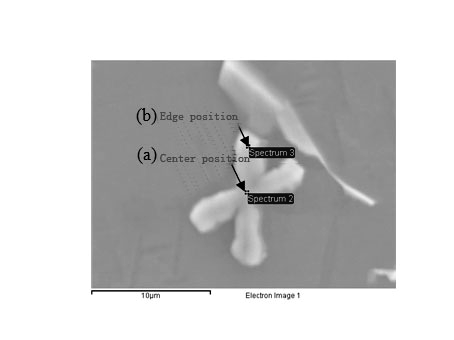 (b) Edge position
Spectrum 3
(a) Center position
Spectrum 2
10µm
Electron Image 1